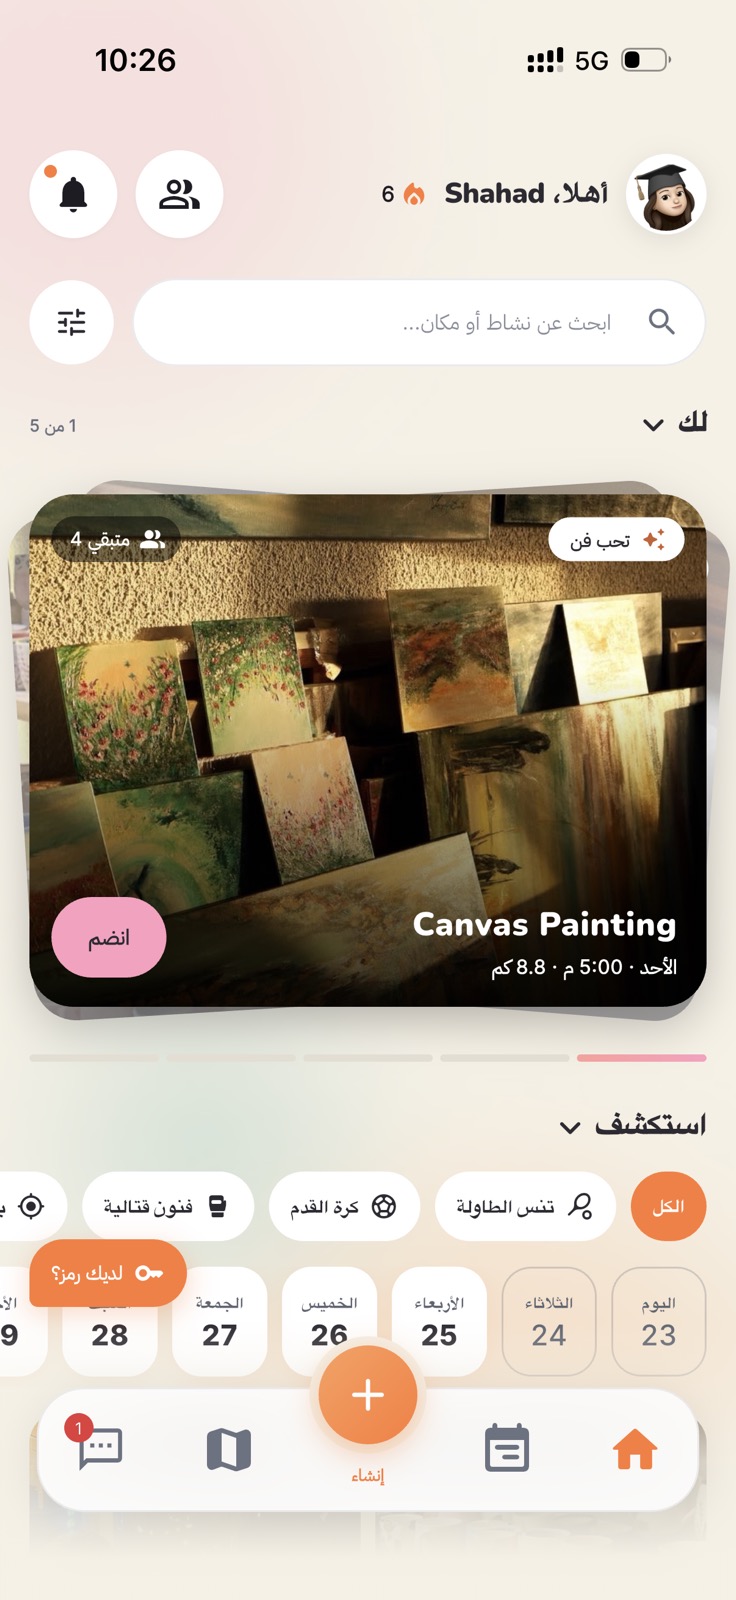 10:26
5G
أهلا، Shahad 6
ابحث عن نشاط أو مكان...
لك
1 من 5
تحب فن
متبقي 4
Canvas Painting
الأحد · 5:00 م · 8.8 كم
انضم
استكشف
الكل
تنس الطاولة
كرة القدم
فنون قتالية
لديك رمز؟
اليوم
23
الثلاثاء
24
الأربعاء
25
الخميس
26
الجمعة
27
28
إنشاء
1